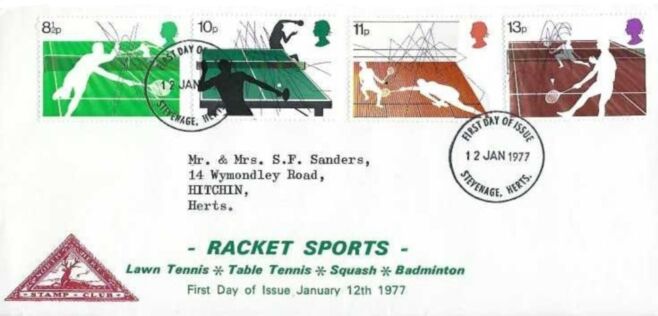 8½p
10p
11p
13p
FIRST DAY OF
12 JAN
STEVENAGE, HERTS.
FIRST DAY OF ISSUE
12 JAN 1977
STEVENAGE, HERTS.
Mr. & Mrs. S.F. Sanders,
14 Wymondley Road,
HITCHIN,
Herts.
- RACKET SPORTS -
Lawn Tennis * Table Tennis * Squash * Badminton
First Day of Issue January 12th 1977
STAMP CLUB